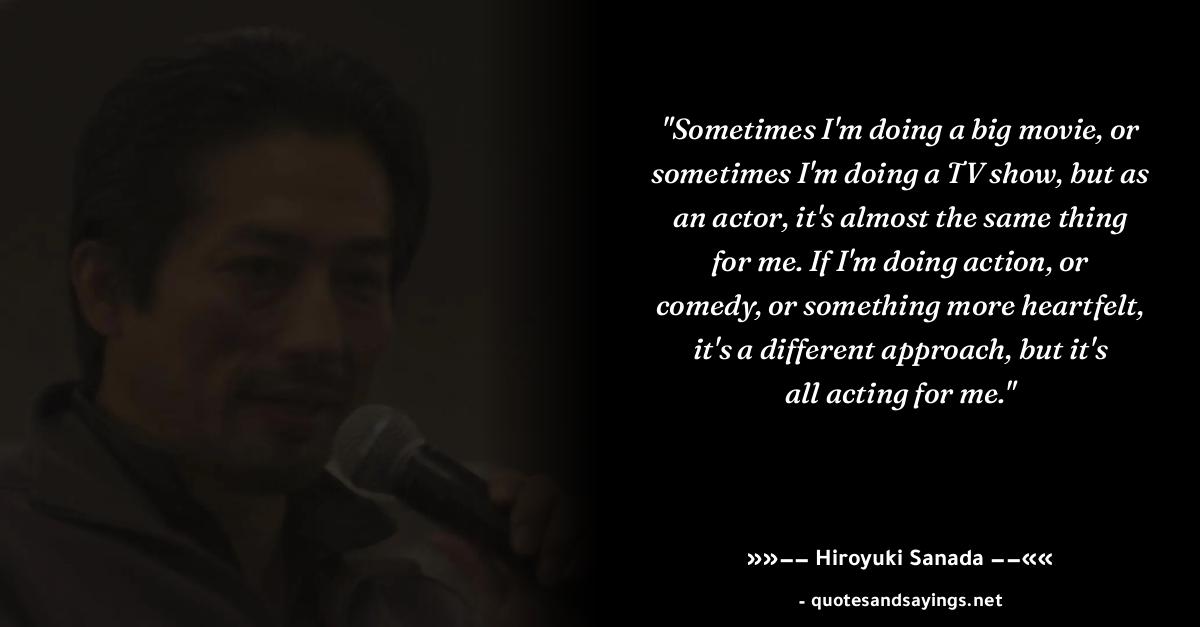 "Sometimes I'm doing a big movie, or
sometimes I'm doing a TV show, but as
an actor, it's almost the same thing
for me. If I'm doing action, or
comedy, or something more heartfelt,
it's a different approach, but it's
all acting for me."
»»–– Hiroyuki Sanada ––««
- quotesandsayings.net